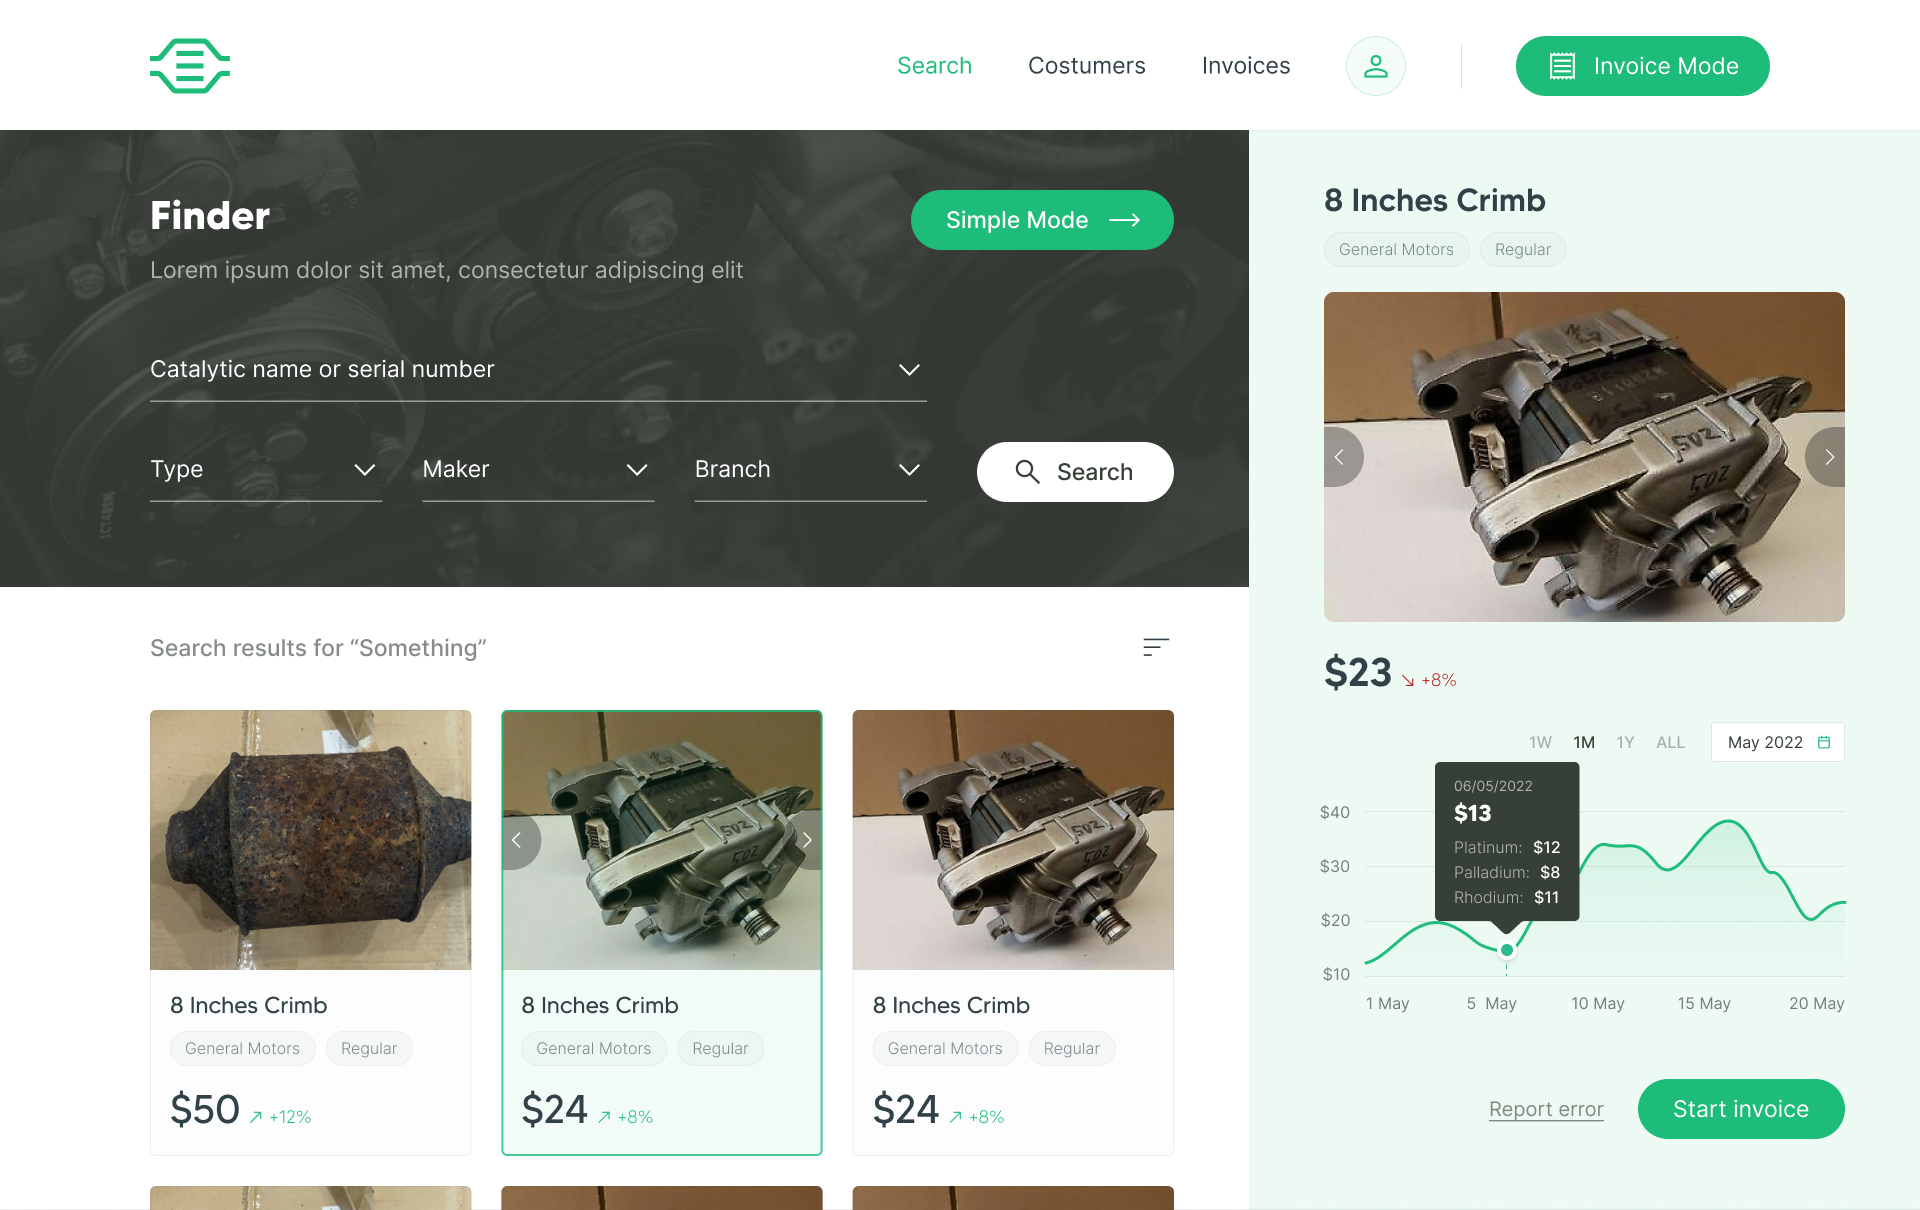 Search
Costumers
Invoices
Invoice Mode
Finder
Simple Mode
Lorem ipsum dolor sit amet, consectetur adipiscing elit
Catalytic name or serial number
Type
Maker
Branch
Search
Search results for “Something”
8 Inches Crimb
General Motors
Regular
$50
+12%
8 Inches Crimb
General Motors
Regular
$24
+8%
8 Inches Crimb
General Motors
Regular
$24
+8%
8 Inches Crimb
General Motors
Regular
502
502
$23
+8%
1W 1M 1Y ALL
May 2022
06/05/2022
$13
Platinum: $12
Palladium: $8
Rhodium: $11
$40
$30
$20
$10
1 May
5 May
10 May
15 May
20 May
Report error
Start invoice